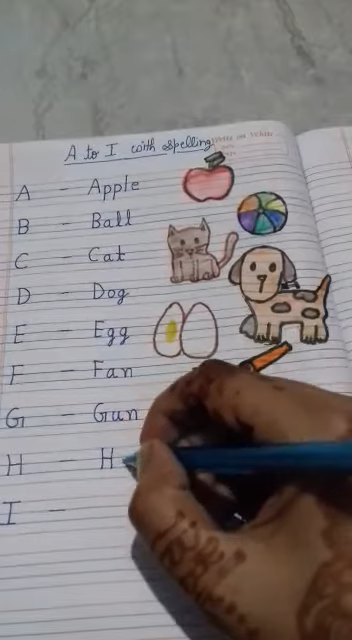 A to I with spelling
A - Apple
B - Ball
C - Cat
D - Dog
E - Egg
F - Fan
G - Gun
H - H
I -